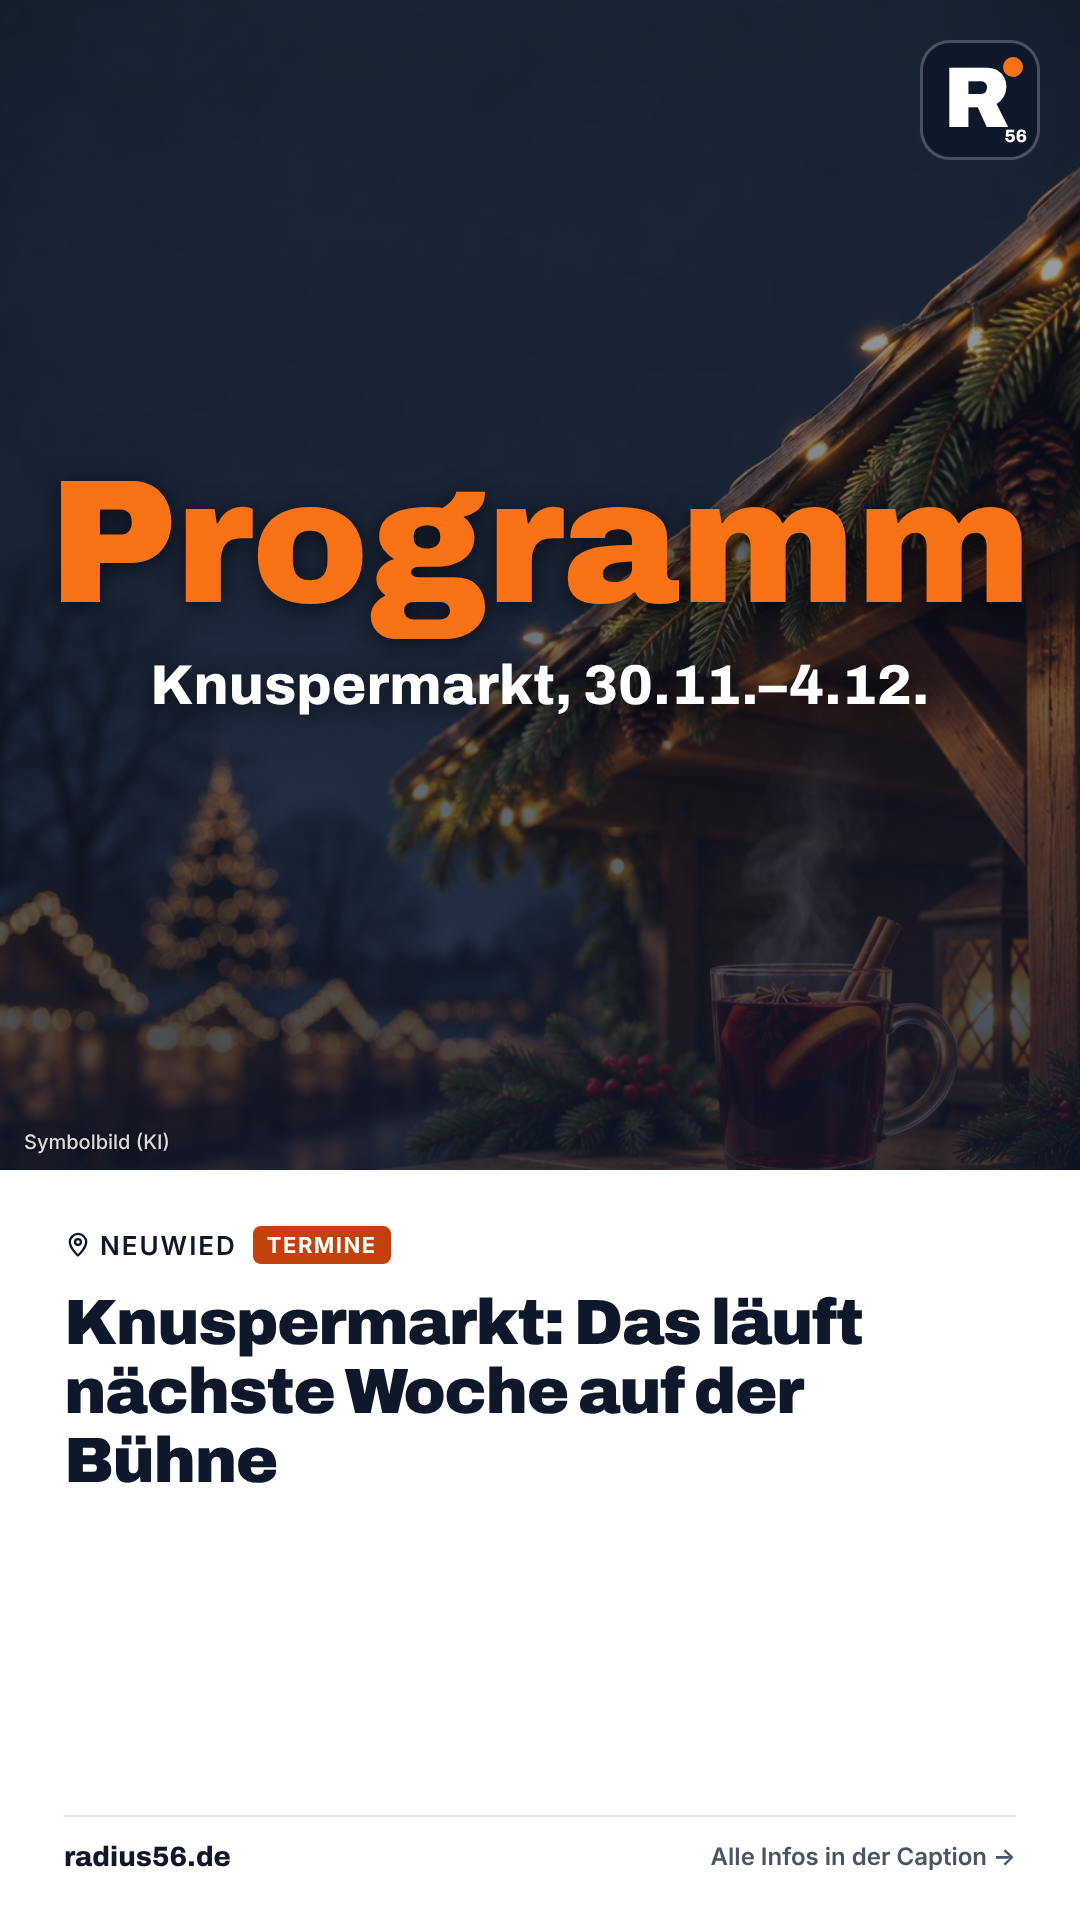 R
56
Programm
Knuspermarkt, 30.11.–4.12.
Symbolbild (KI)
NEUWIED TERMINE
Knuspermarkt: Das läuft
nächste Woche auf der
Bühne
radius56.de Alle Infos in der Caption →